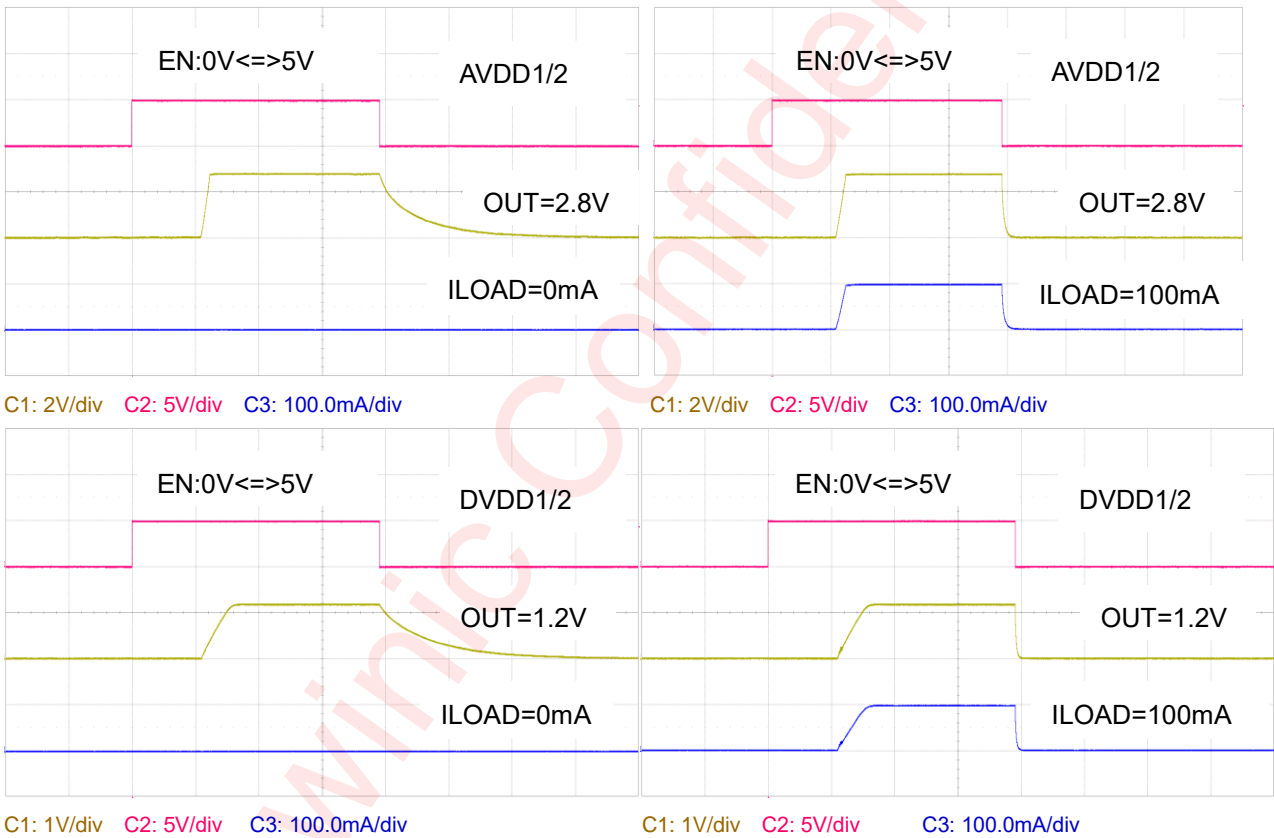 EN:0V<=>5V
AVDD1/2
OUT=2.8V
ILOAD=0mA
C1: 2V/div C2: 5V/div C3: 100.0mA/div
EN:0V<=>5V
AVDD1/2
OUT=2.8V
ILOAD=100mA
C1: 2V/div C2: 5V/div C3: 100.0mA/div
EN:0V<=>5V
DVDD1/2
OUT=1.2V
ILOAD=0mA
C1: 1V/div C2: 5V/div C3: 100.0mA/div
EN:0V<=>5V
DVDD1/2
OUT=1.2V
ILOAD=100mA
C1: 1V/div C2: 5V/div C3: 100.0mA/div
winic Confide